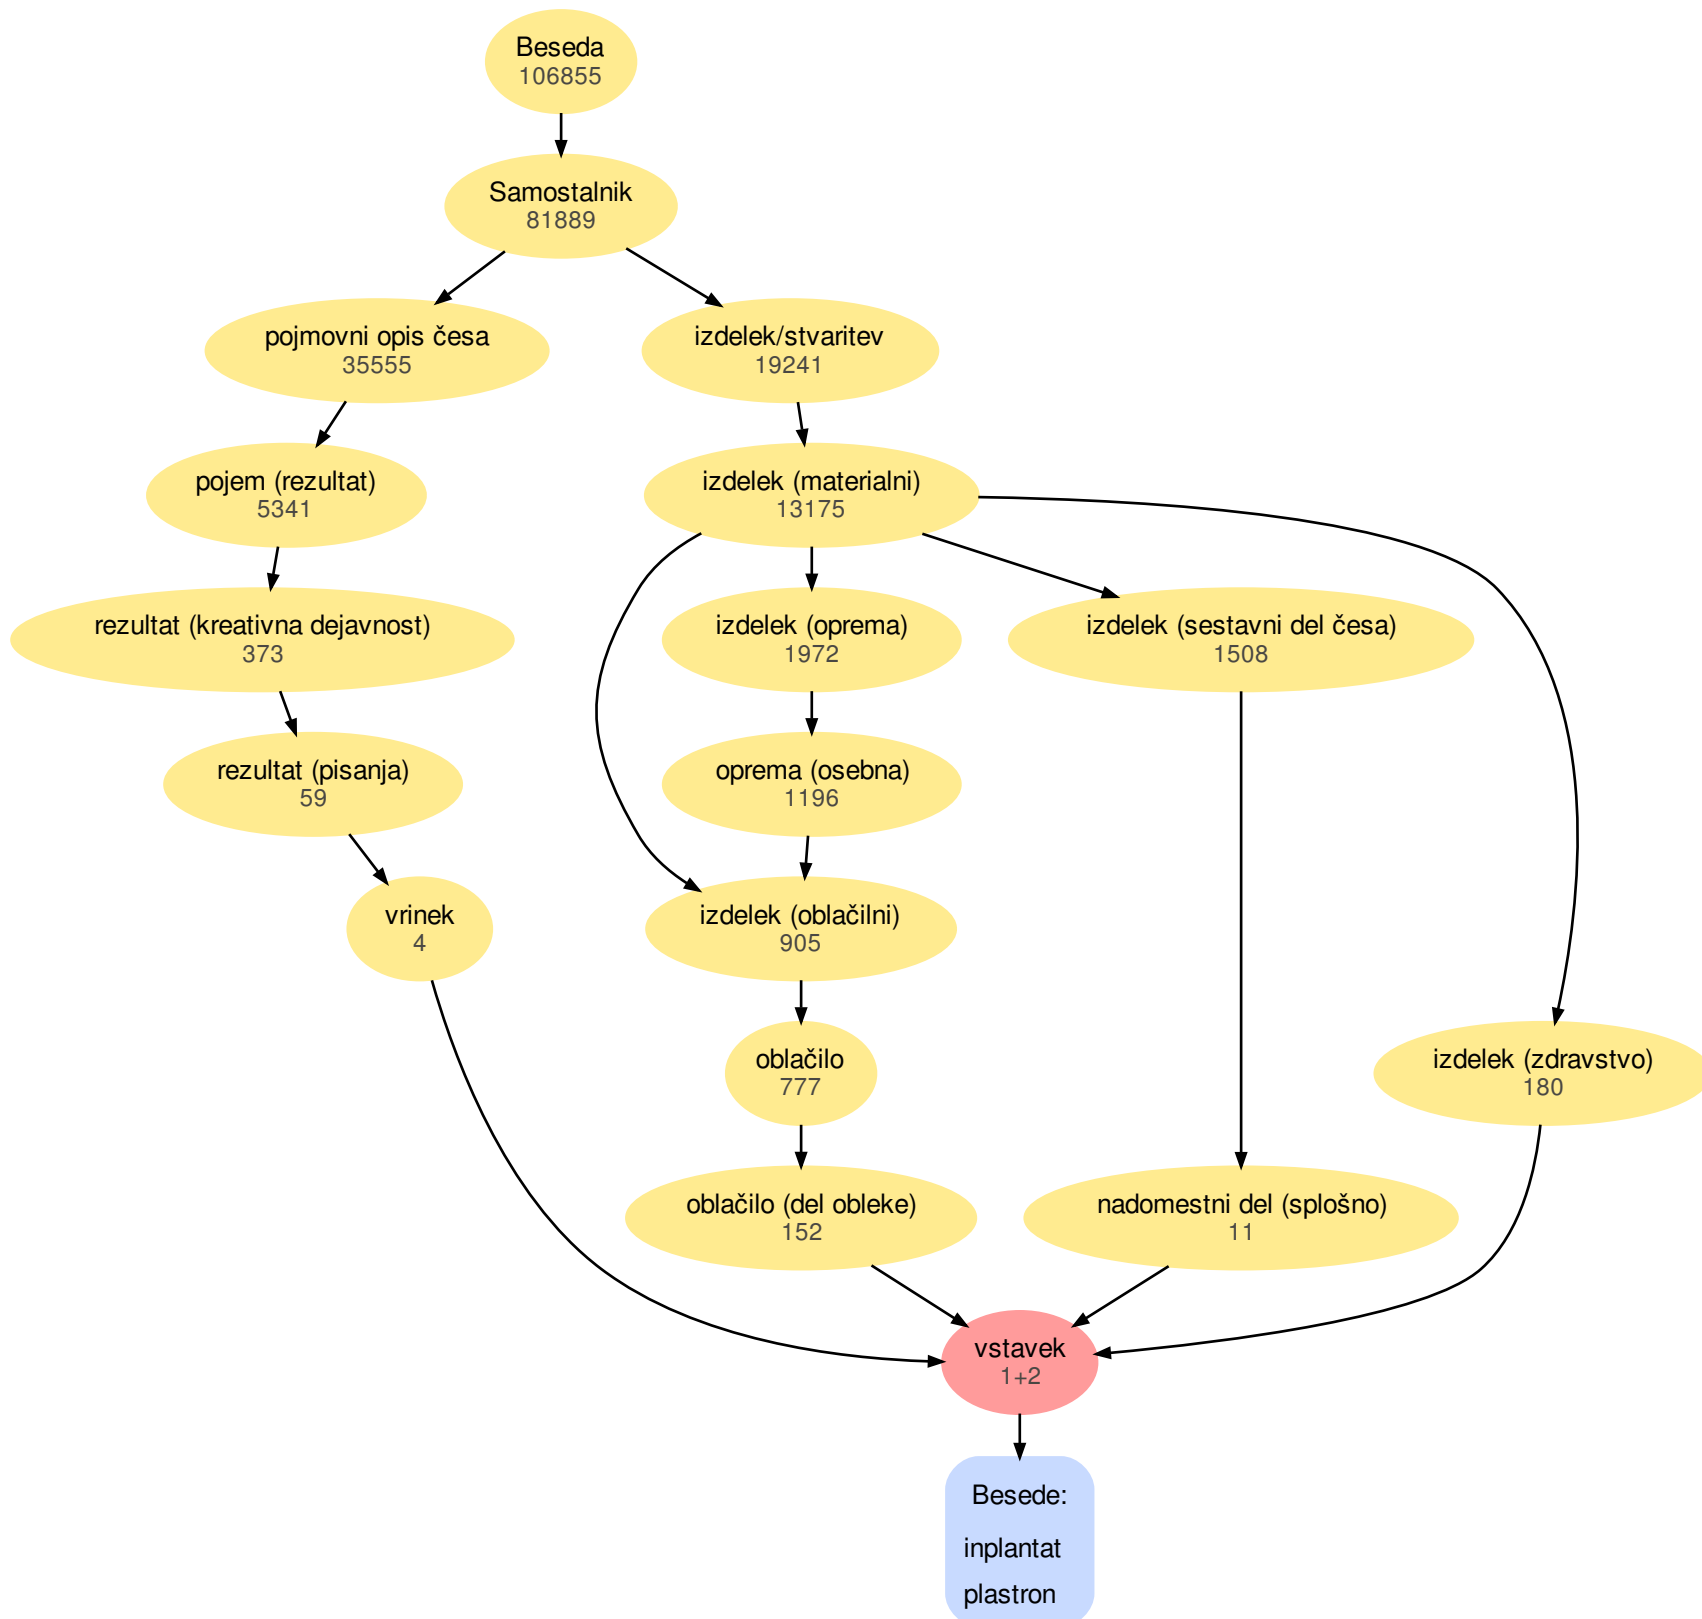 Beseda
106855
Samostalnik
81889
pojmovni opis česa
35555
izdelek/stvaritev
19241
pojem (rezultat)
5341
izdelek (materialni)
13175
rezultat (kreativna dejavnost)
373
izdelek (oprema)
1972
izdelek (sestavni del česa)
1508
rezultat (pisanja)
59
oprema (osebna)
1196
vrinek
4
izdelek (oblačilni)
905
oblačilo
777
izdelek (zdravstvo)
180
oblačilo (del obleke)
152
nadomestni del (splošno)
11
vstavek
1+2
Besede:
inplantat
plastron